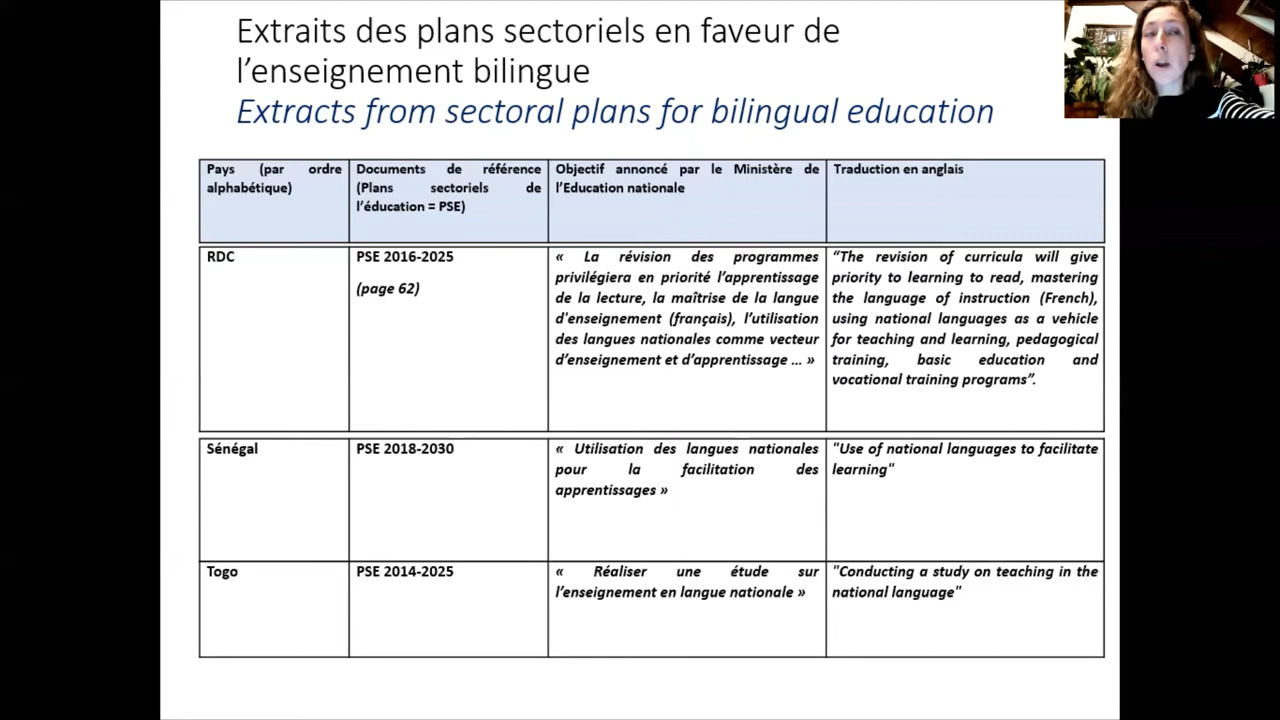 Extraits des plans sectoriels en faveur de
l’enseignement bilingue
Extracts from sectoral plans for bilingual education
Pays (par ordre
alphabétique)
Documents de référence
(Plans sectoriels de
l’éducation = PSE)
Objectif annoncé par le Ministère de
l’Education nationale
Traduction en anglais
RDC
PSE 2016-2025
(page 62)
« La révision des programmes
privilégiera en priorité l’apprentissage
de la lecture, la maîtrise de la langue
d'enseignement (français), l’utilisation
des langues nationales comme vecteur
d’enseignement et d’apprentissage ... »
“The revision of curricula will give
priority to learning to read, mastering
the language of instruction (French),
using national languages as a vehicle
for teaching and learning, pedagogical
training, basic education and
vocational training programs”.
Sénégal
PSE 2018-2030
« Utilisation des langues nationales
pour la facilitation des
apprentissages »
"Use of national languages to facilitate
learning"
Togo
PSE 2014-2025
« Réaliser une étude sur
l’enseignement en langue nationale »
"Conducting a study on teaching in the
national language"